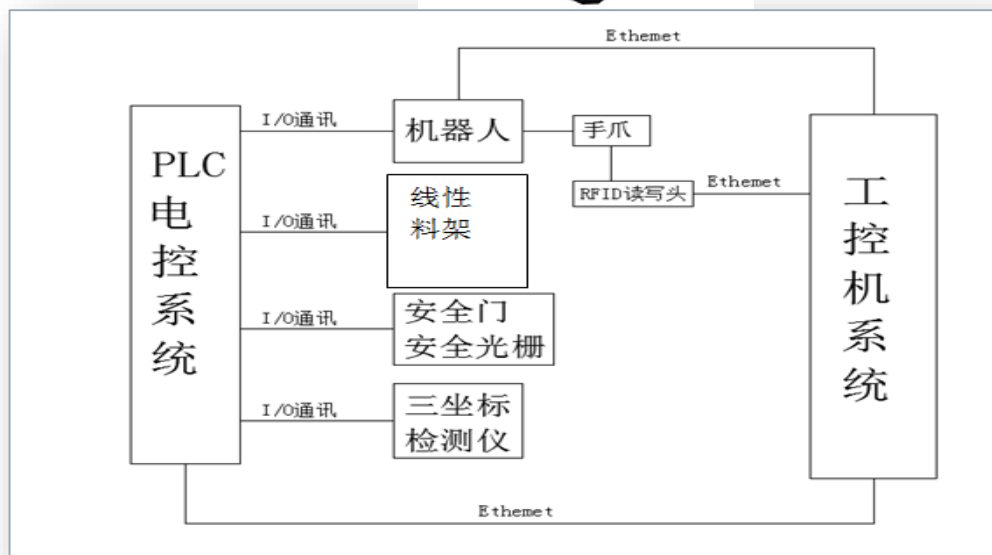 Ethemet
PLC
电
控
系
统
I/O通讯
机器人
手爪
RFID读写头
Ethemet
I/O通讯
线性
料架
I/O通讯
安全门
安全光栅
I/O通讯
三坐标
检测仪
工
控
机
系
统
Ethemet